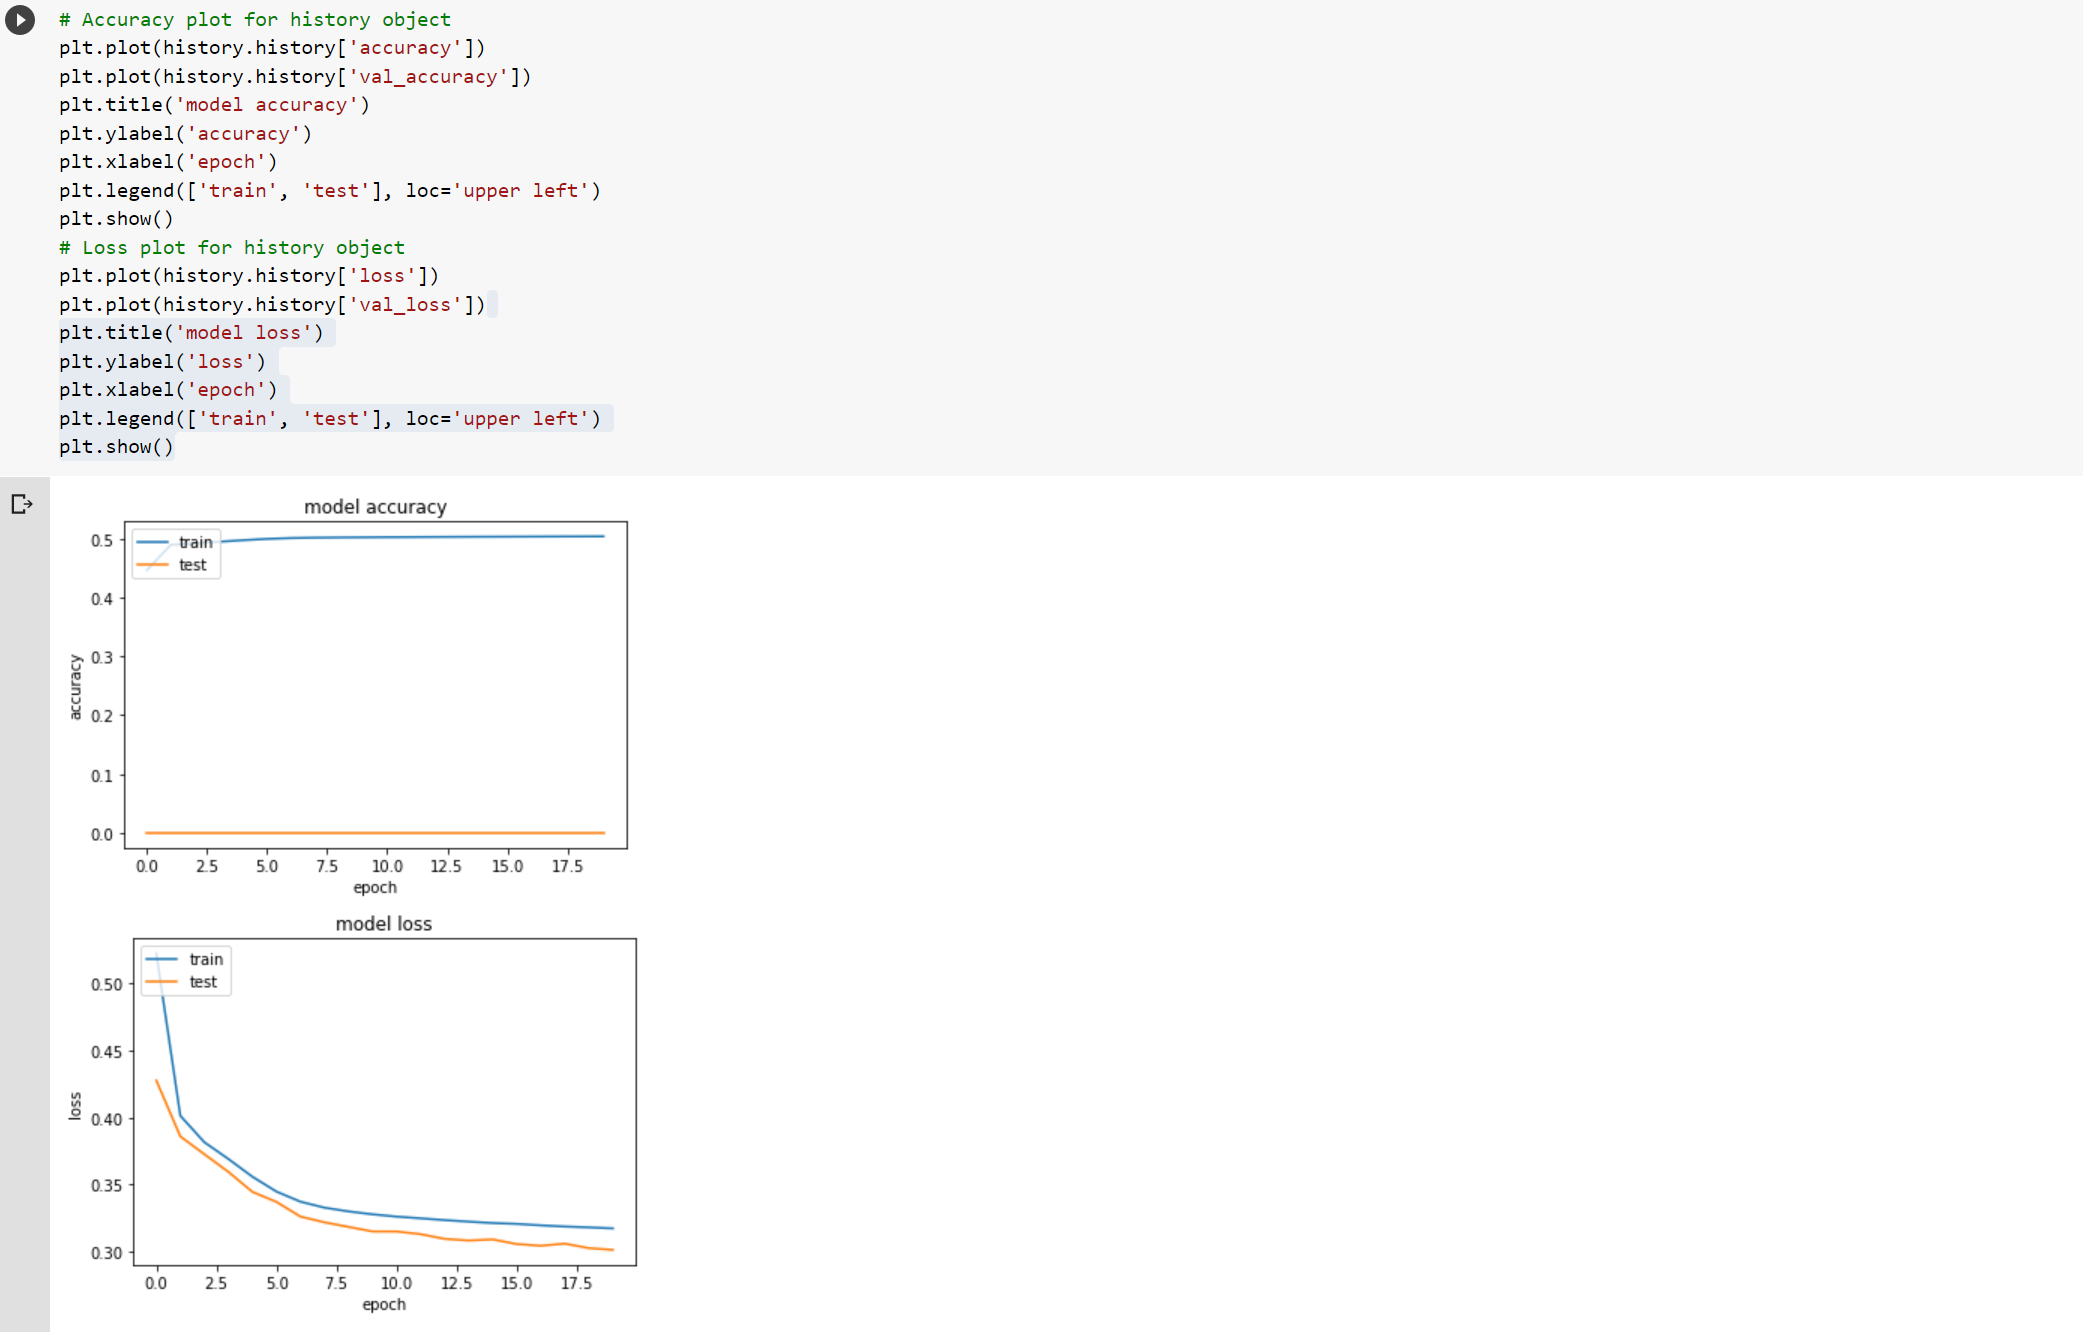 # Accuracy plot for history object
plt.plot(history.history['accuracy'])
plt.plot(history.history['val_accuracy'])
plt.title('model accuracy')
plt.ylabel('accuracy')
plt.xlabel('epoch')
plt.legend(['train', 'test'], loc='upper left')
plt.show()
# Loss plot for history object
plt.plot(history.history['loss'])
plt.plot(history.history['val_loss'])
plt.title('model loss')
plt.ylabel('loss')
plt.xlabel('epoch')
plt.legend(['train', 'test'], loc='upper left')
plt.show()
model accuracy
train
test
0.5
0.4
0.3
0.2
0.1
0.0
accuracy
0.0 2.5 5.0 7.5 10.0 12.5 15.0 17.5
epoch
model loss
train
test
0.50
0.45
0.40
0.35
0.30
loss
0.0 2.5 5.0 7.5 10.0 12.5 15.0 17.5
epoch